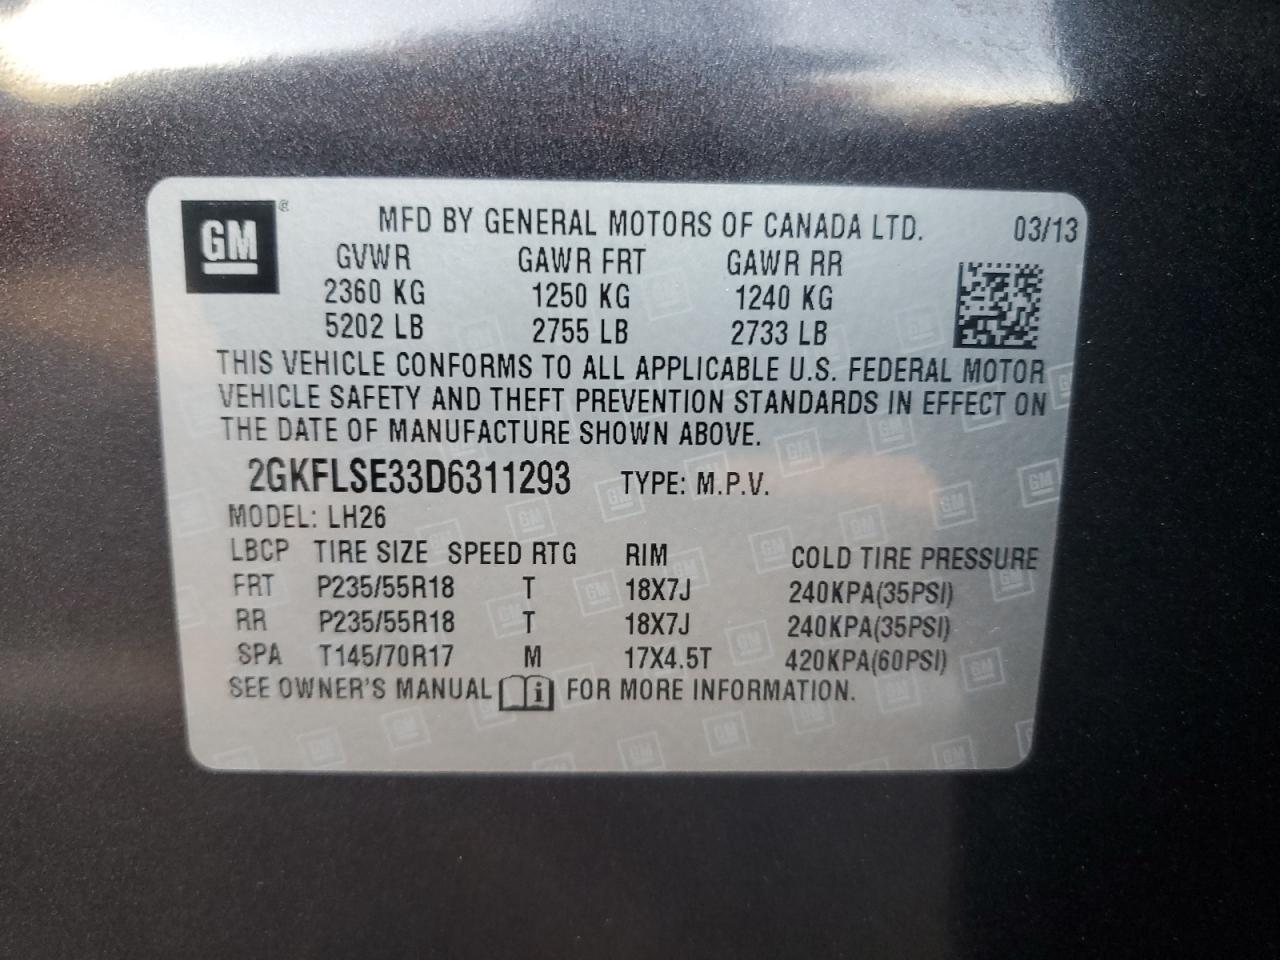 GM ® MFD BY GENERAL MOTORS OF CANADA LTD. 03/13
GVWR GAWR FRT GAWR RR
2360 KG 1250 KG 1240 KG
5202 LB 2755 LB 2733 LB
THIS VEHICLE CONFORMS TO ALL APPLICABLE U.S. FEDERAL MOTOR
VEHICLE SAFETY AND THEFT PREVENTION STANDARDS IN EFFECT ON
THE DATE OF MANUFACTURE SHOWN ABOVE.
2GKFLSE33D6311293 TYPE: M.P.V.
MODEL: LH26
LBCP TIRE SIZE SPEED RTG RIM COLD TIRE PRESSURE
FRT P235/55R18 T 18X7J 240KPA(35PSI)
RR P235/55R18 T 18X7J 240KPA(35PSI)
SPA T145/70R17 M 17X4.5T 420KPA(60PSI)
SEE OWNER'S MANUAL i FOR MORE INFORMATION.